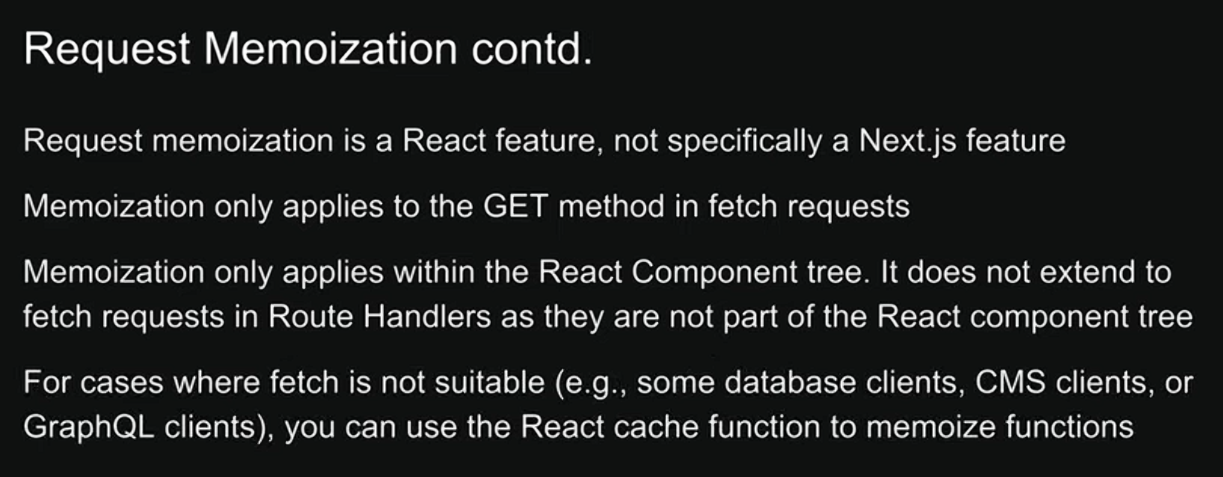 Request Memoization contd.
Request memoization is a React feature, not specifically a Next.js feature
Memoization only applies to the GET method in fetch requests
Memoization only applies within the React Component tree. It does not extend to
fetch requests in Route Handlers as they are not part of the React component tree
For cases where fetch is not suitable (e.g., some database clients, CMS clients, or
GraphQL clients), you can use the React cache function to memoize functions